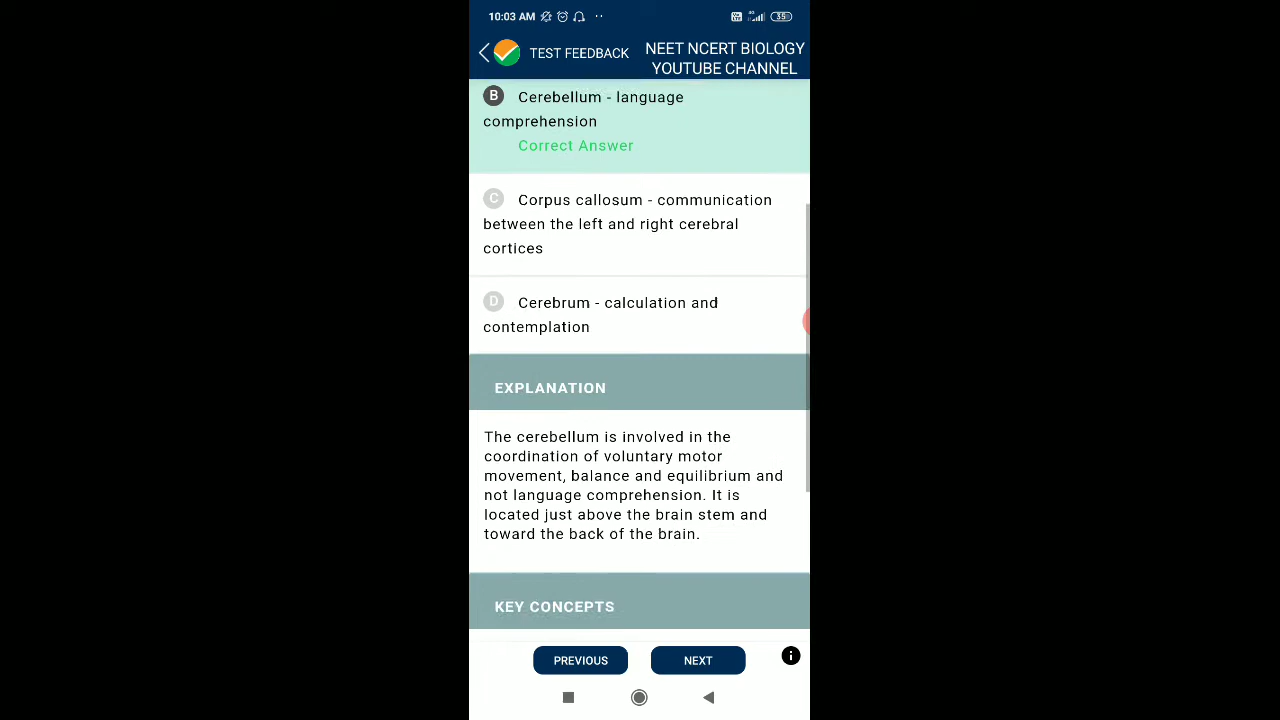 10:03 AM
35
TEST FEEDBACK
NEET NCERT BIOLOGY
YOUTUBE CHANNEL
B Cerebellum - language
comprehension
Correct Answer
C Corpus callosum - communication
between the left and right cerebral
cortices
D Cerebrum - calculation and
contemplation
EXPLANATION
The cerebellum is involved in the
coordination of voluntary motor
movement, balance and equilibrium and
not language comprehension. It is
located just above the brain stem and
toward the back of the brain.
KEY CONCEPTS
PREVIOUS
NEXT